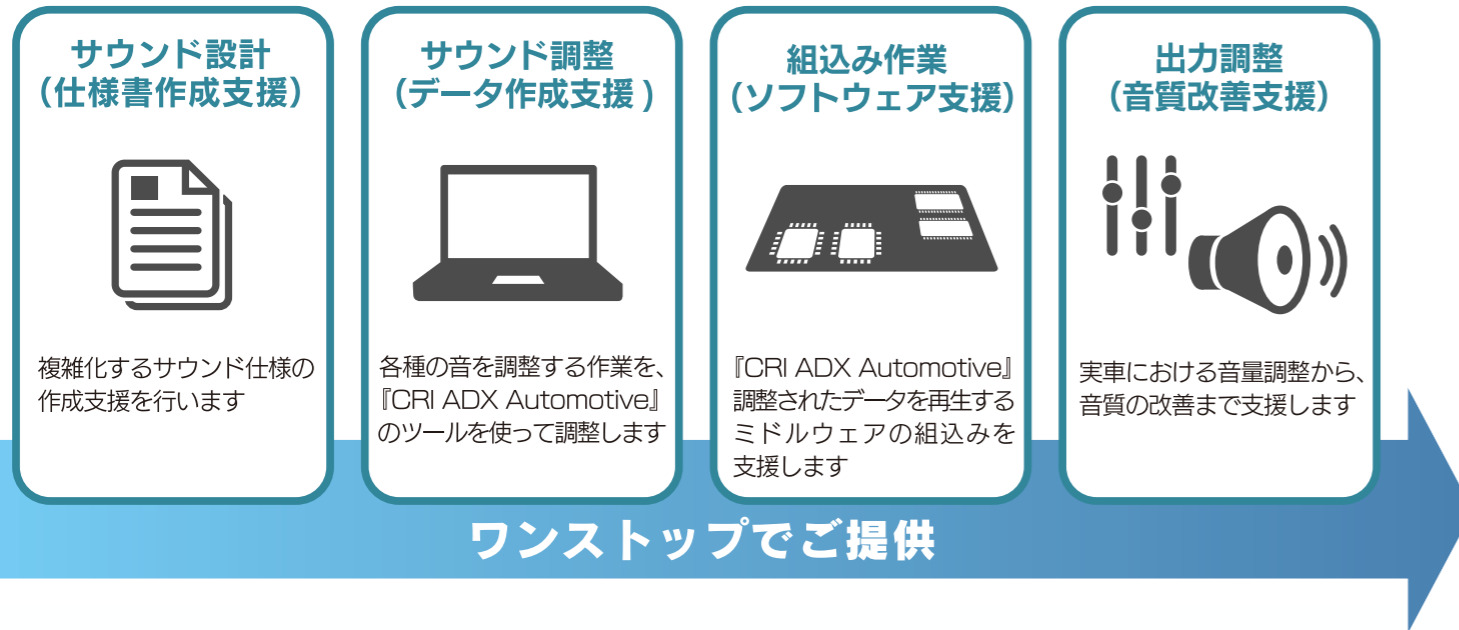 サウンド設計
（仕様書作成支援）
複雑化するサウンド仕様の
作成支援を行います
サウンド調整
（データ作成支援 )
各種の音を調整する作業を、
『CRI ADX Automotive』
のツールを使って調整します
組込み作業
（ソフトウェア支援）
『CRI ADX Automotive』
調整されたデータを再生する
ミドルウェアの組込みを
支援します
出力調整
（音質改善支援）
実車における音量調整から、
音質の改善まで支援します
ワンストップでご提供